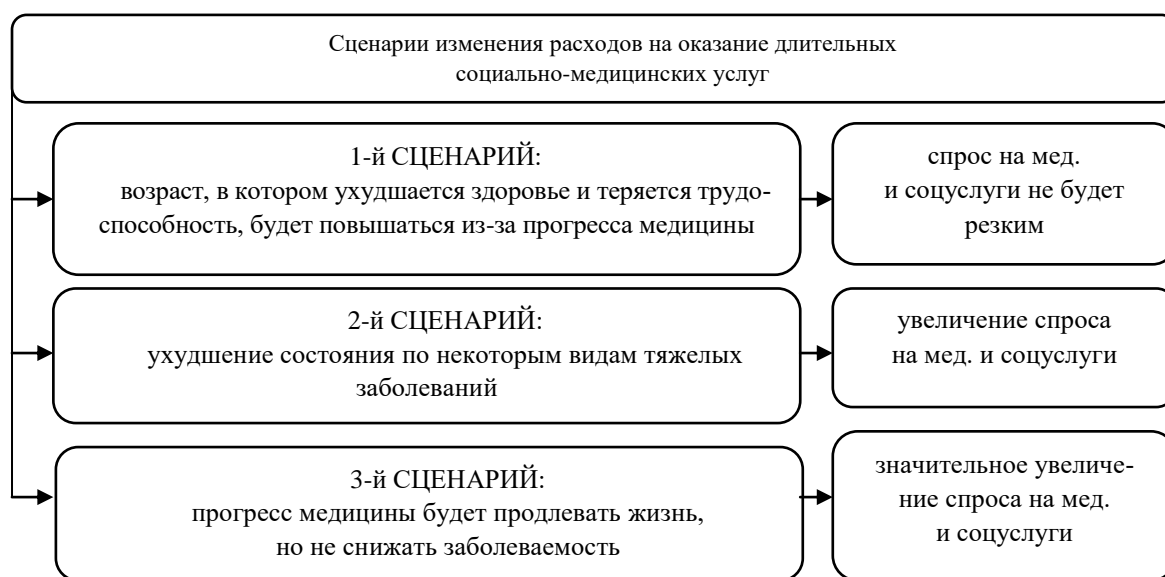 Сценарии изменения расходов на оказание длительных
социально-медицинских услуг
1-й СЦЕНАРИЙ:
возраст, в котором ухудшается здоровье и теряется трудо-
способность, будет повышаться из-за прогресса медицины
спрос на мед.
и соцуслуги не будет
резким
2-й СЦЕНАРИЙ:
ухудшение состояния по некоторым видам тяжелых
заболеваний
увеличение спроса
на мед. и соцуслуги
3-й СЦЕНАРИЙ:
прогресс медицины будет продлевать жизнь,
но не снижать заболеваемость
значительное увеличе-
ние спроса на мед.
и соцуслуги